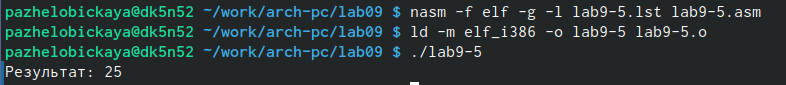 pazhelobickaya@dk5n52 ~/work/arch-pc/lab09 $ nasm -f elf -g -l lab9-5.lst lab9-5.asm
pazhelobickaya@dk5n52 ~/work/arch-pc/lab09 $ ld -m elf_i386 -o lab9-5 lab9-5.o
pazhelobickaya@dk5n52 ~/work/arch-pc/lab09 $ ./lab9-5
Результат: 25